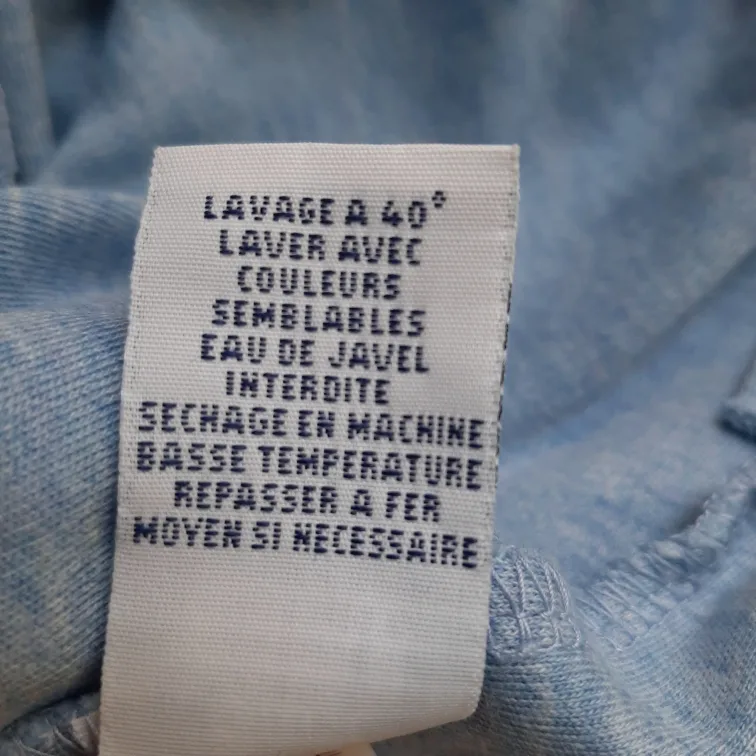 LAVAGE A 40°
LAVER AVEC
COULEURS
SEMBLABLES
EAU DE JAVEL
INTERDITE
SECHAGE EN MACHINE
BASSE TEMPERATURE
REPASSER A FER
MOYEN SI NECESSAIRE